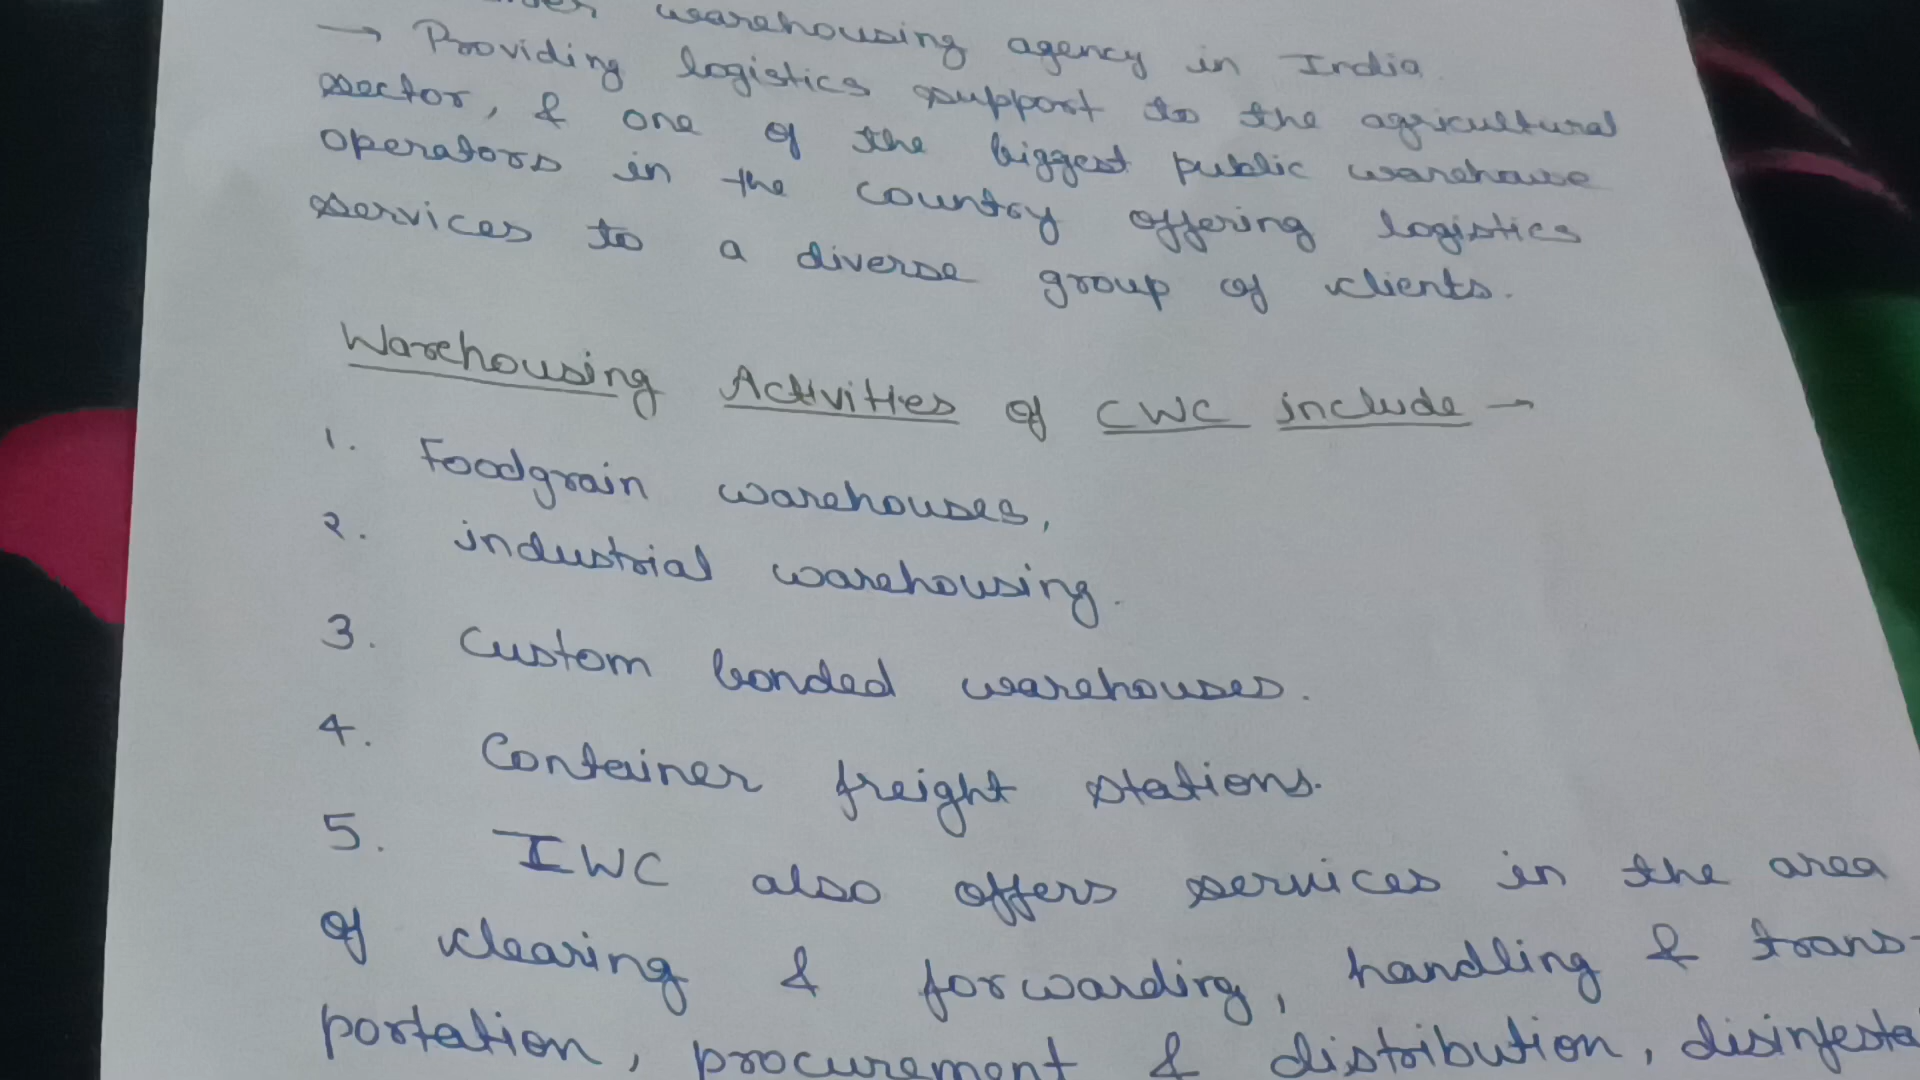 warehousing agency in India
→ Providing logistics support to the agricultural
sector, & one of the biggest public warehouse
operators in the country offering logistics
services to a diverse group of clients.
Warehousing Activities of CWC include →
1. Foodgrain warehouses,
2. industrial warehousing.
3. Custom bonded warehouses.
4. Container freight stations.
5. IWC also offers services in the area
of clearing & forwarding, handling & trans-
portation, procurement & distribution, disinfesta